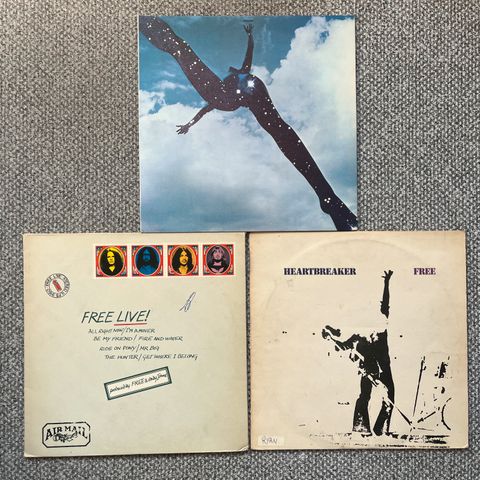 FREE LIVE!
ALL RIGHT NOW / I'M A MINER
BE MY FRIEND / FIRE AND WATER
RIDE ON PONY / MR BIG
THE HUNTER / GET WHERE I BELONG
AIR MAIL
HEARTBREAKER FREE
RYAN